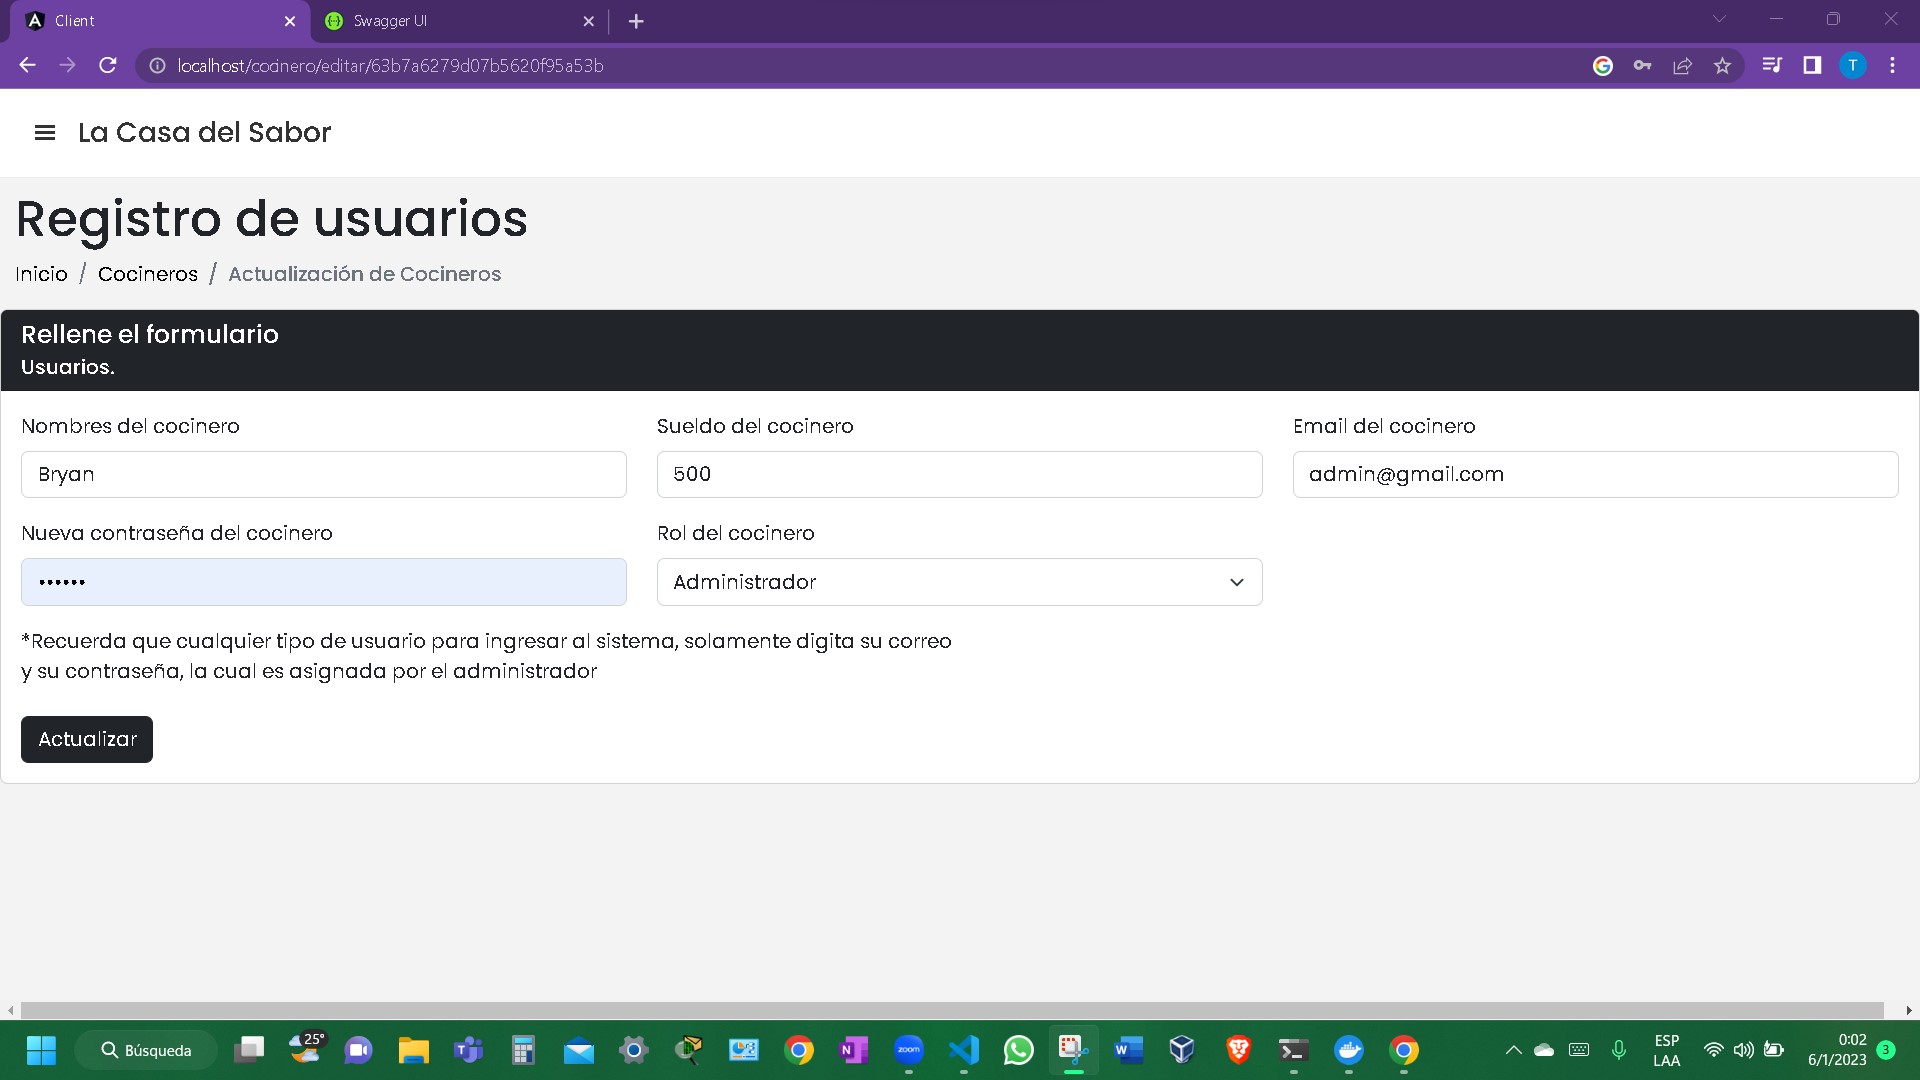 Client
Swagger UI
localhost/cocinero/editar/63b7a6279d07b5620f95a53b
T
La Casa del Sabor
Registro de usuarios
Inicio / Cocineros / Actualización de Cocineros
Rellene el formulario
Usuarios.
Nombres del cocinero
Sueldo del cocinero
Email del cocinero
Bryan
500
admin@gmail.com
Nueva contraseña del cocinero
Rol del cocinero
••••••
Administrador
*Recuerda que cualquier tipo de usuario para ingresar al sistema, solamente digita su correo
y su contraseña, la cual es asignada por el administrador
Actualizar
Búsqueda
25°
zoom
ESP
LAA
0:02
6/1/2023
3